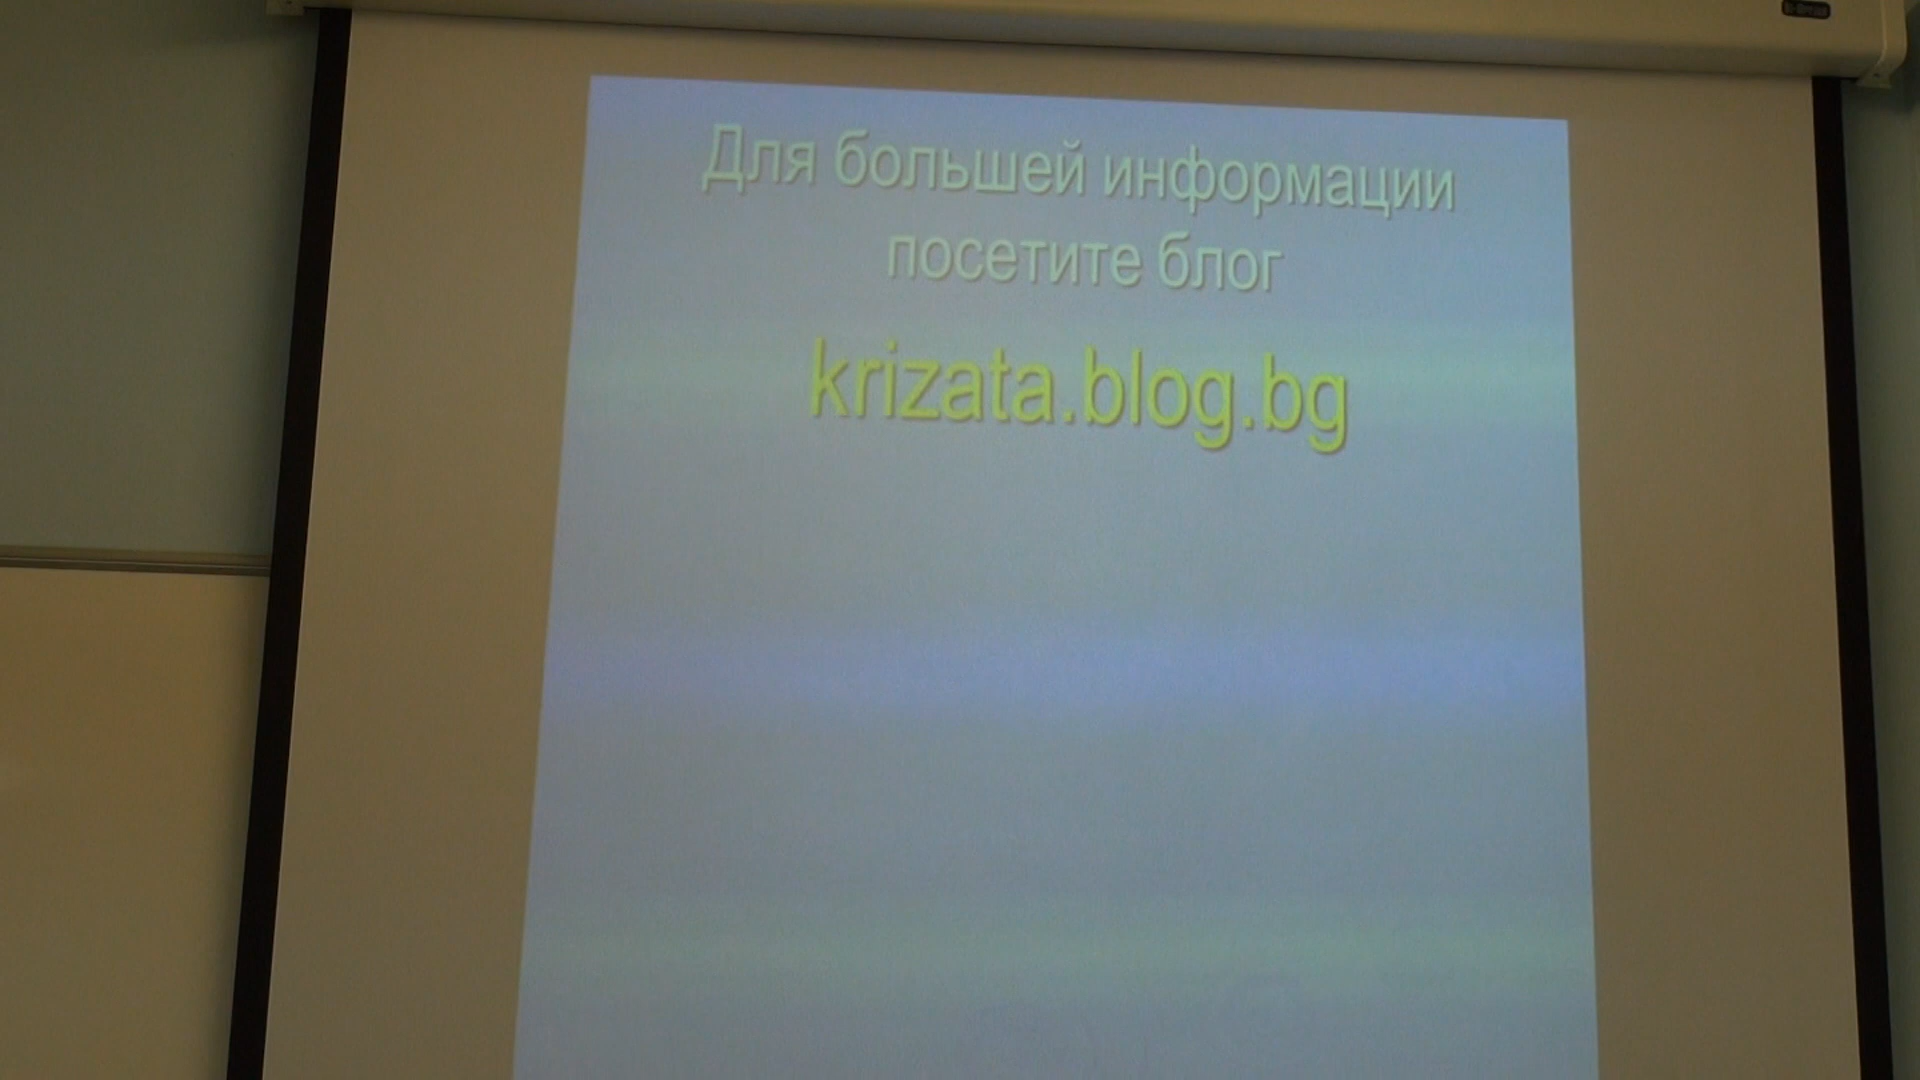 Для большей информации
посетите блог
krizata.blog.bg